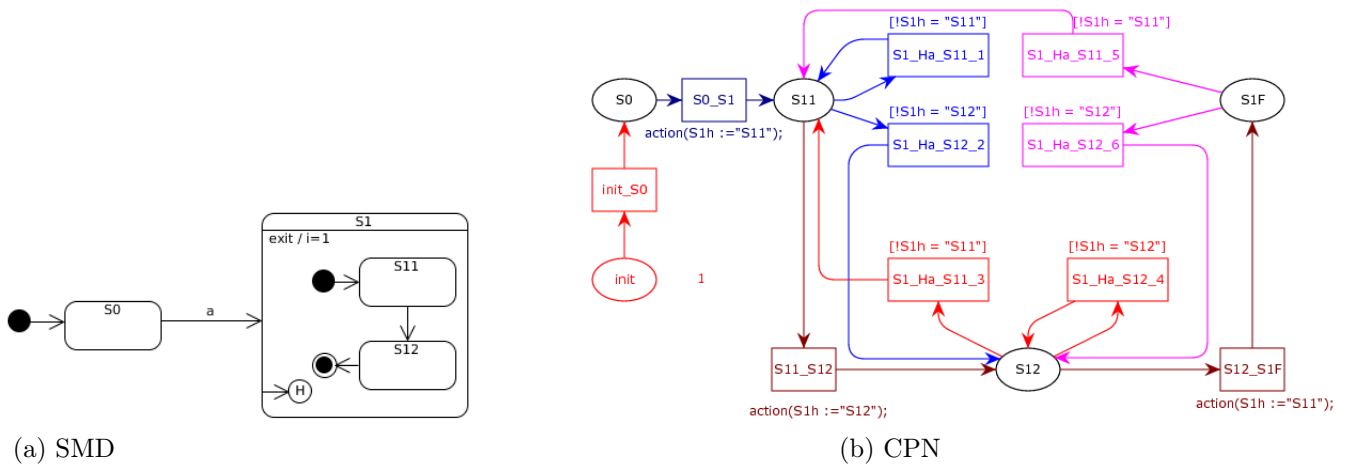 S0
a
S1
exit / i=1
S11
S12
H
(a) SMD
[!S1h = "S11"]
[!S1h = "S11"]
S1_Ha_S11_1
S1_Ha_S11_5
S0
S0_S1
S11
S1F
[!S1h = "S12"]
[!S1h = "S12"]
action(S1h :="S11");
S1_Ha_S12_2
S1_Ha_S12_6
init_S0
[!S1h = "S11"]
[!S1h = "S12"]
init
1
S1_Ha_S11_3
S1_Ha_S12_4
S11_S12
S12
S12_S1F
action(S1h :="S12");
action(S1h :="S11");
(b) CPN